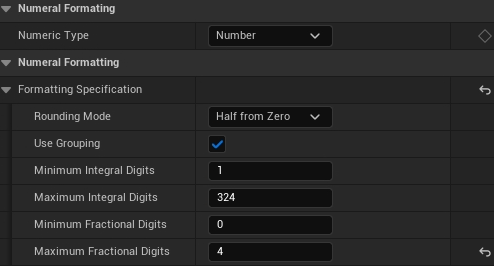 Numeral Formating
Numeric Type Number
Numeral Formatting
Formatting Specification
Rounding Mode Half from Zero
Use Grouping
Minimum Integral Digits 1
Maximum Integral Digits 324
Minimum Fractional Digits 0
Maximum Fractional Digits 4